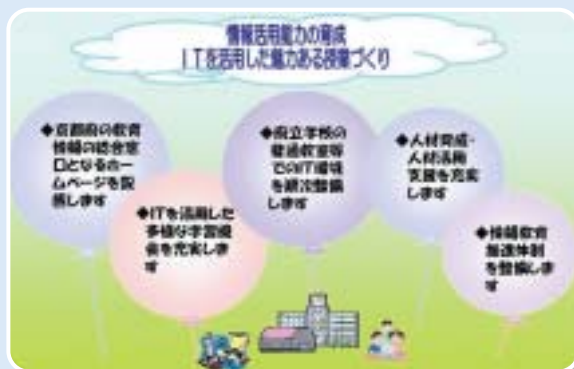 情報活用能力の育成
ITを活用した魅力ある授業づくり
◆京都府の教育
情報の総合窓
口となるホー
ムページを開
設します
◆ITを活用した
多様な学習機
会を充実しま
す
◆府立学校の
普通教室等
でのIT環境
を順次整備し
ます
◆人材育成・
人材活用
支援を充実
します
◆情報教育
推進体制
を整備しま
す